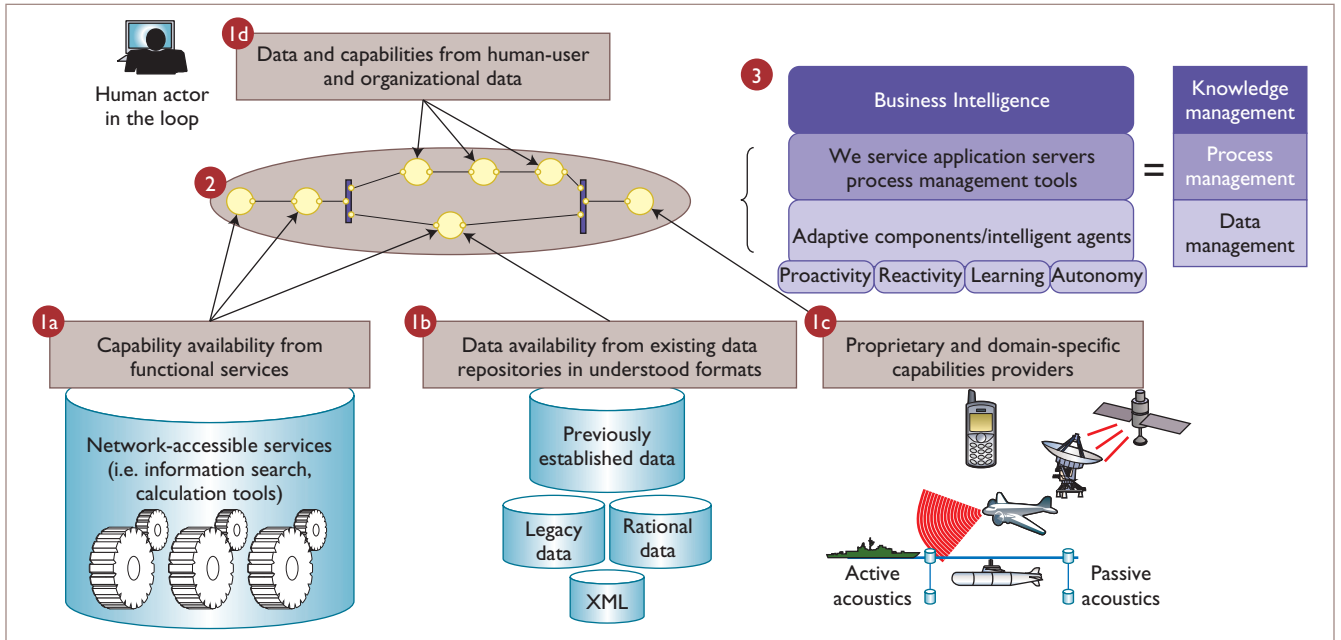 1d
Data and capabilities from human-user
and organizational data
Human actor
in the loop
2
3
Business Intelligence
We service application servers
process management tools
Adaptive components/intelligent agents
Proactivity
Reactivity
Learning
Autonomy
=
Knowledge
management
Process
management
Data
management
1a
Capability availability from
functional services
Network-accessible services
(i.e. information search,
calculation tools)
1b
Data availability from existing data
repositories in understood formats
Previously
established data
Legacy
data
Rational
data
XML
1c
Proprietary and domain-specific
capabilities providers
Active
acoustics
Passive
acoustics